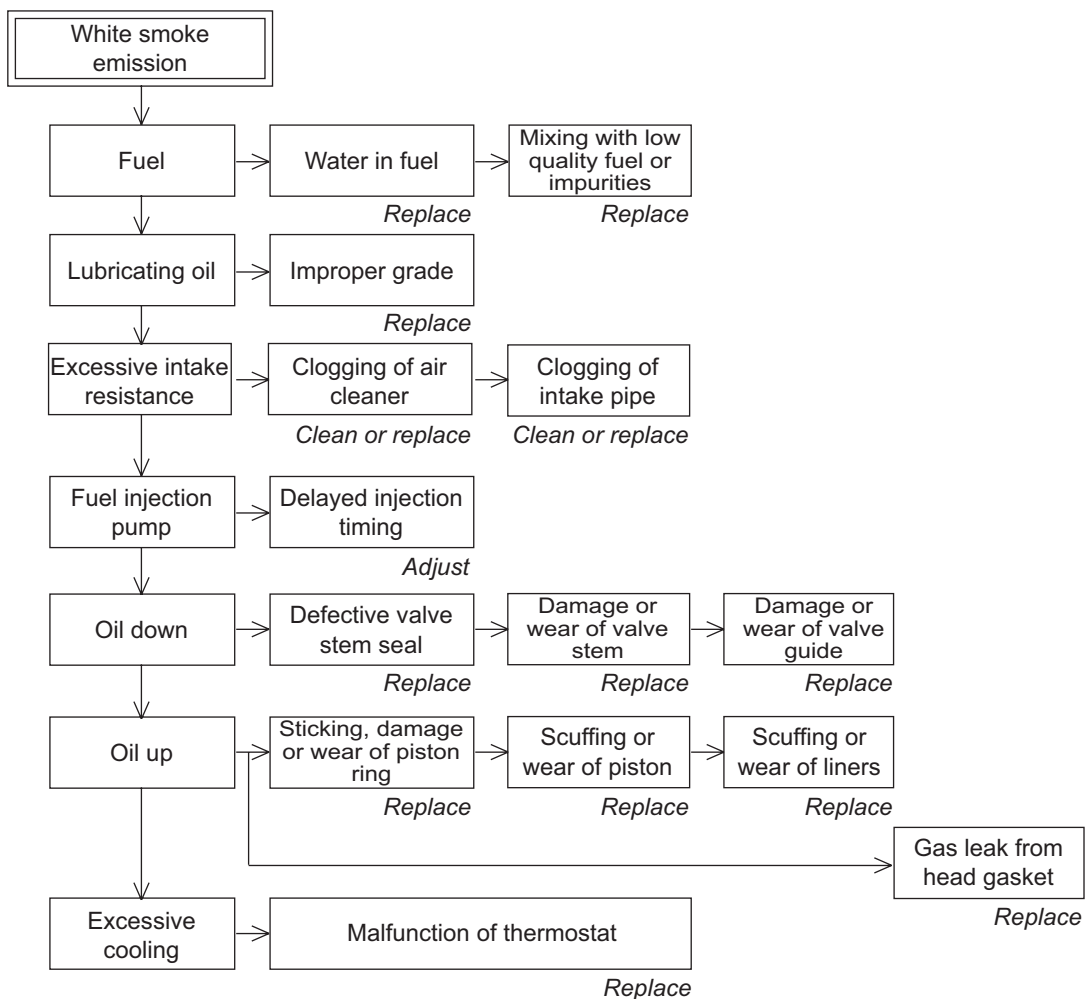 White smoke
emission
Fuel
Water in fuel
Mixing with low
quality fuel or
impurities
Replace
Replace
Lubricating oil
Improper grade
Replace
Excessive intake
resistance
Clogging of air
cleaner
Clogging of
intake pipe
Clean or replace
Clean or replace
Fuel injection
pump
Delayed injection
timing
Adjust
Oil down
Defective valve
stem seal
Damage or
wear of valve
stem
Damage or
wear of valve
guide
Replace
Replace
Replace
Oil up
Sticking, damage
or wear of piston
ring
Scuffing or
wear of piston
Scuffing or
wear of liners
Replace
Replace
Replace
Gas leak from
head gasket
Replace
Excessive
cooling
Malfunction of thermostat
Replace